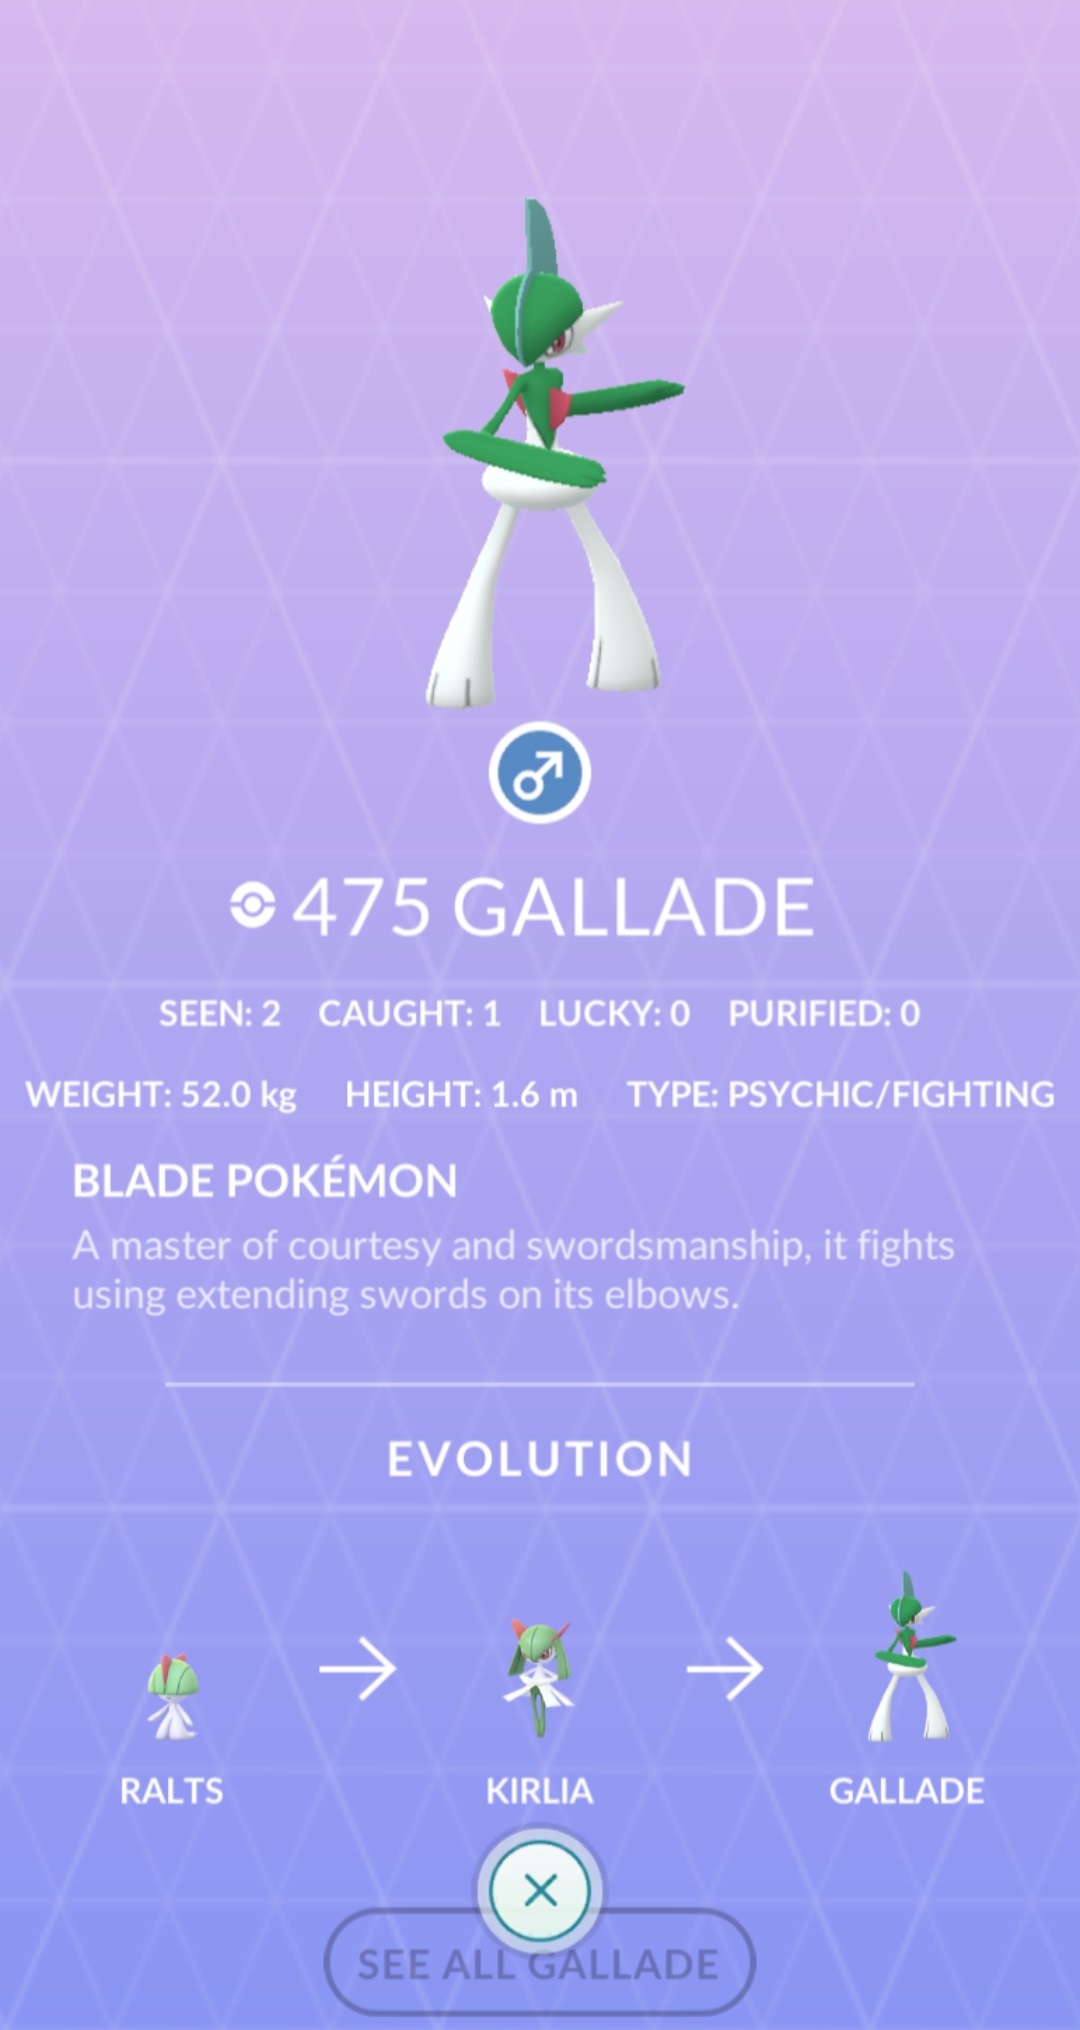 475 GALLADE
SEEN: 2 CAUGHT: 1 LUCKY: 0 PURIFIED: 0
WEIGHT: 52.0 kg HEIGHT: 1.6 m TYPE: PSYCHIC/FIGHTING
BLADE POKÉMON
A master of courtesy and swordsmanship, it fights
using extending swords on its elbows.
EVOLUTION
RALTS KIRLIA GALLADE
SEE ALL GALLADE